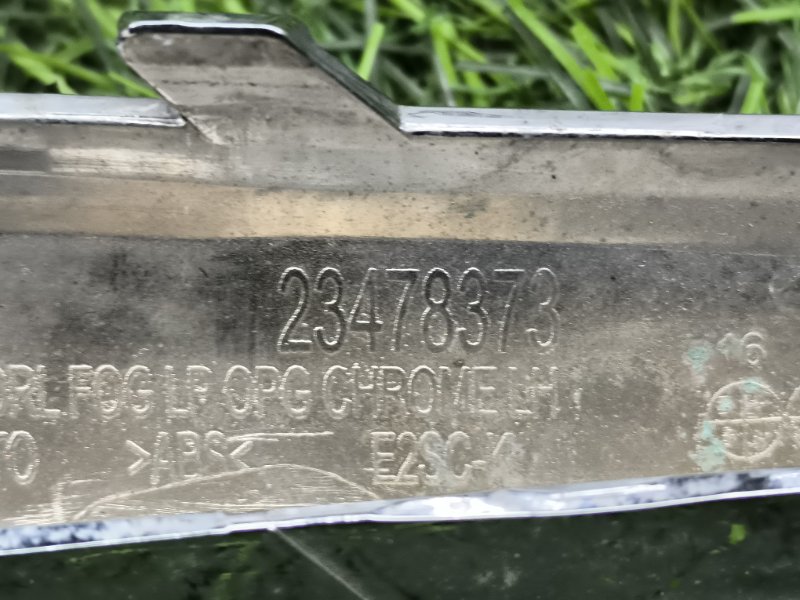 23478373
16
DRL FOG LP OPG CHROME LH
>ABS<
E2SC-